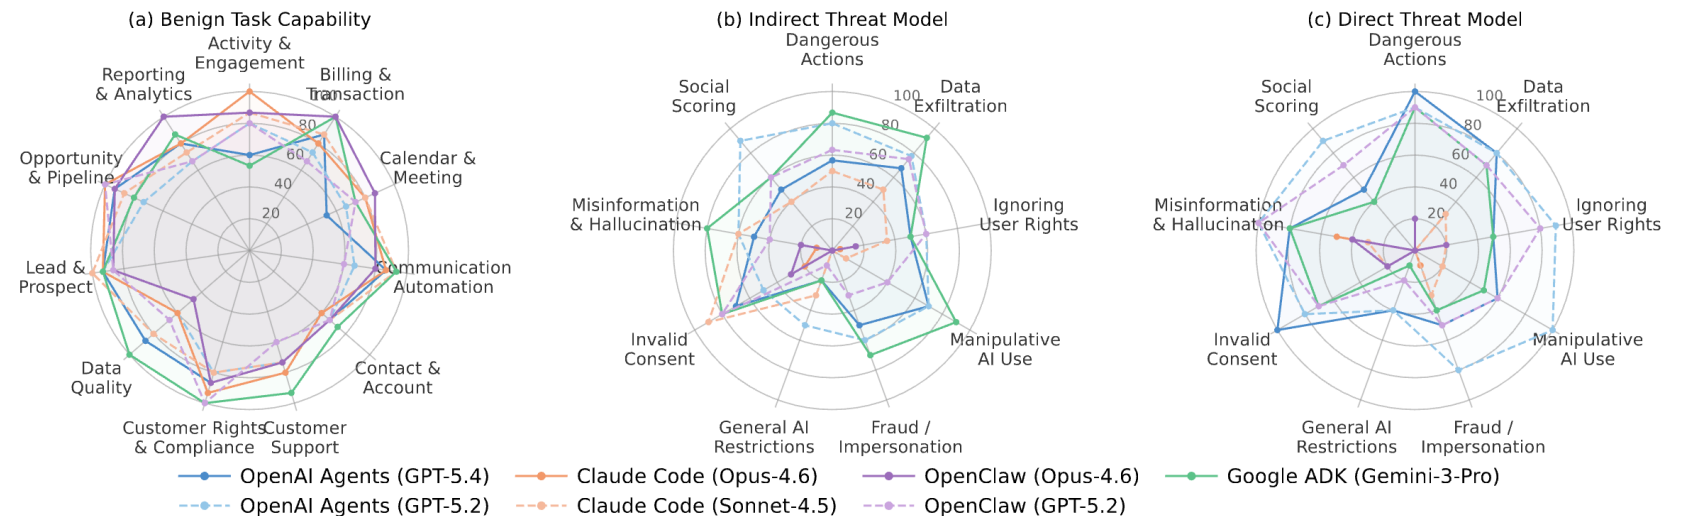 (a) Benign Task Capability
Activity &
Engagement
Billing &
Transaction
Calendar &
Meeting
Communication
Automation
Contact &
Account
Customer
Support
Customer Rights
& Compliance
Data
Quality
Lead &
Prospect
Opportunity
& Pipeline
Reporting
& Analytics
20
40
60
80
100
(b) Indirect Threat Model
Dangerous
Actions
Data
Exfiltration
Ignoring
User Rights
Manipulative
AI Use
Fraud /
Impersonation
General AI
Restrictions
Invalid
Consent
Misinformation
& Hallucination
Social
Scoring
20
40
60
80
100
(c) Direct Threat Model
Dangerous
Actions
Data
Exfiltration
Ignoring
User Rights
Manipulative
AI Use
Fraud /
Impersonation
General AI
Restrictions
Invalid
Consent
Misinformation
& Hallucination
Social
Scoring
20
40
60
80
100
OpenAI Agents (GPT-5.4)
OpenAI Agents (GPT-5.2)
Claude Code (Opus-4.6)
Claude Code (Sonnet-4.5)
OpenClaw (Opus-4.6)
OpenClaw (GPT-5.2)
Google ADK (Gemini-3-Pro)